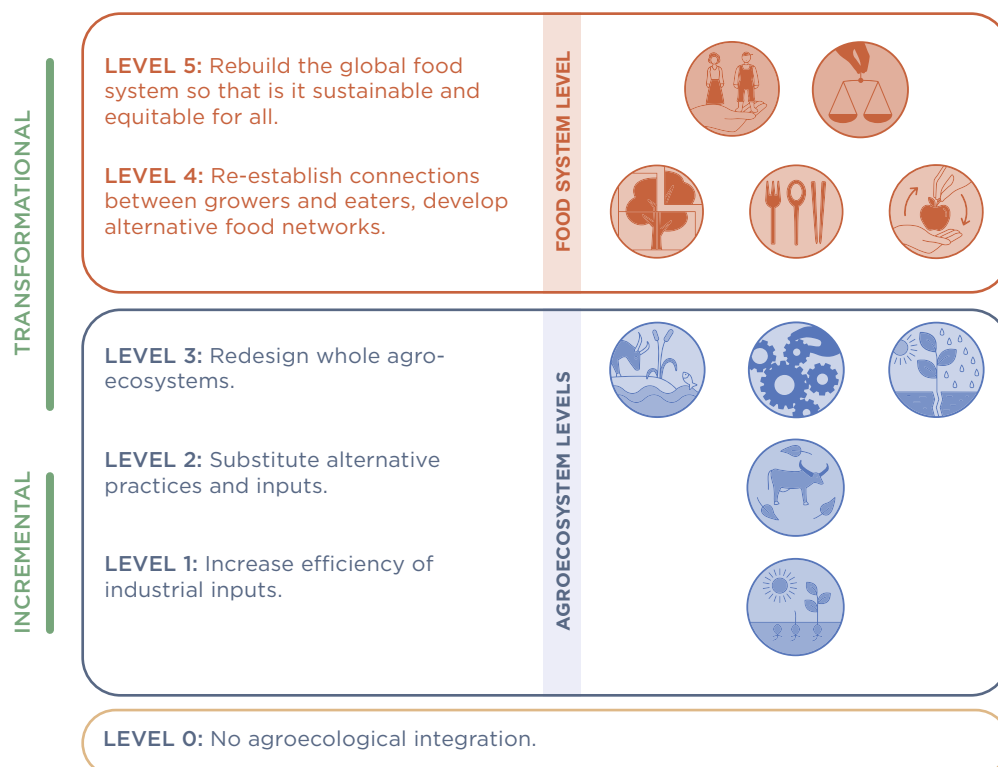 TRANSFORMATIONAL
LEVEL 5: Rebuild the global food
system so that is it sustainable and
equitable for all.
LEVEL 4: Re-establish connections
between growers and eaters, develop
alternative food networks.
FOOD SYSTEM LEVEL
LEVEL 3: Redesign whole agro-
ecosystems.
INCREMENTAL
LEVEL 2: Substitute alternative
practices and inputs.
LEVEL 1: Increase efficiency of
industrial inputs.
AGROECOSYSTEM LEVELS
LEVEL 0: No agroecological integration.